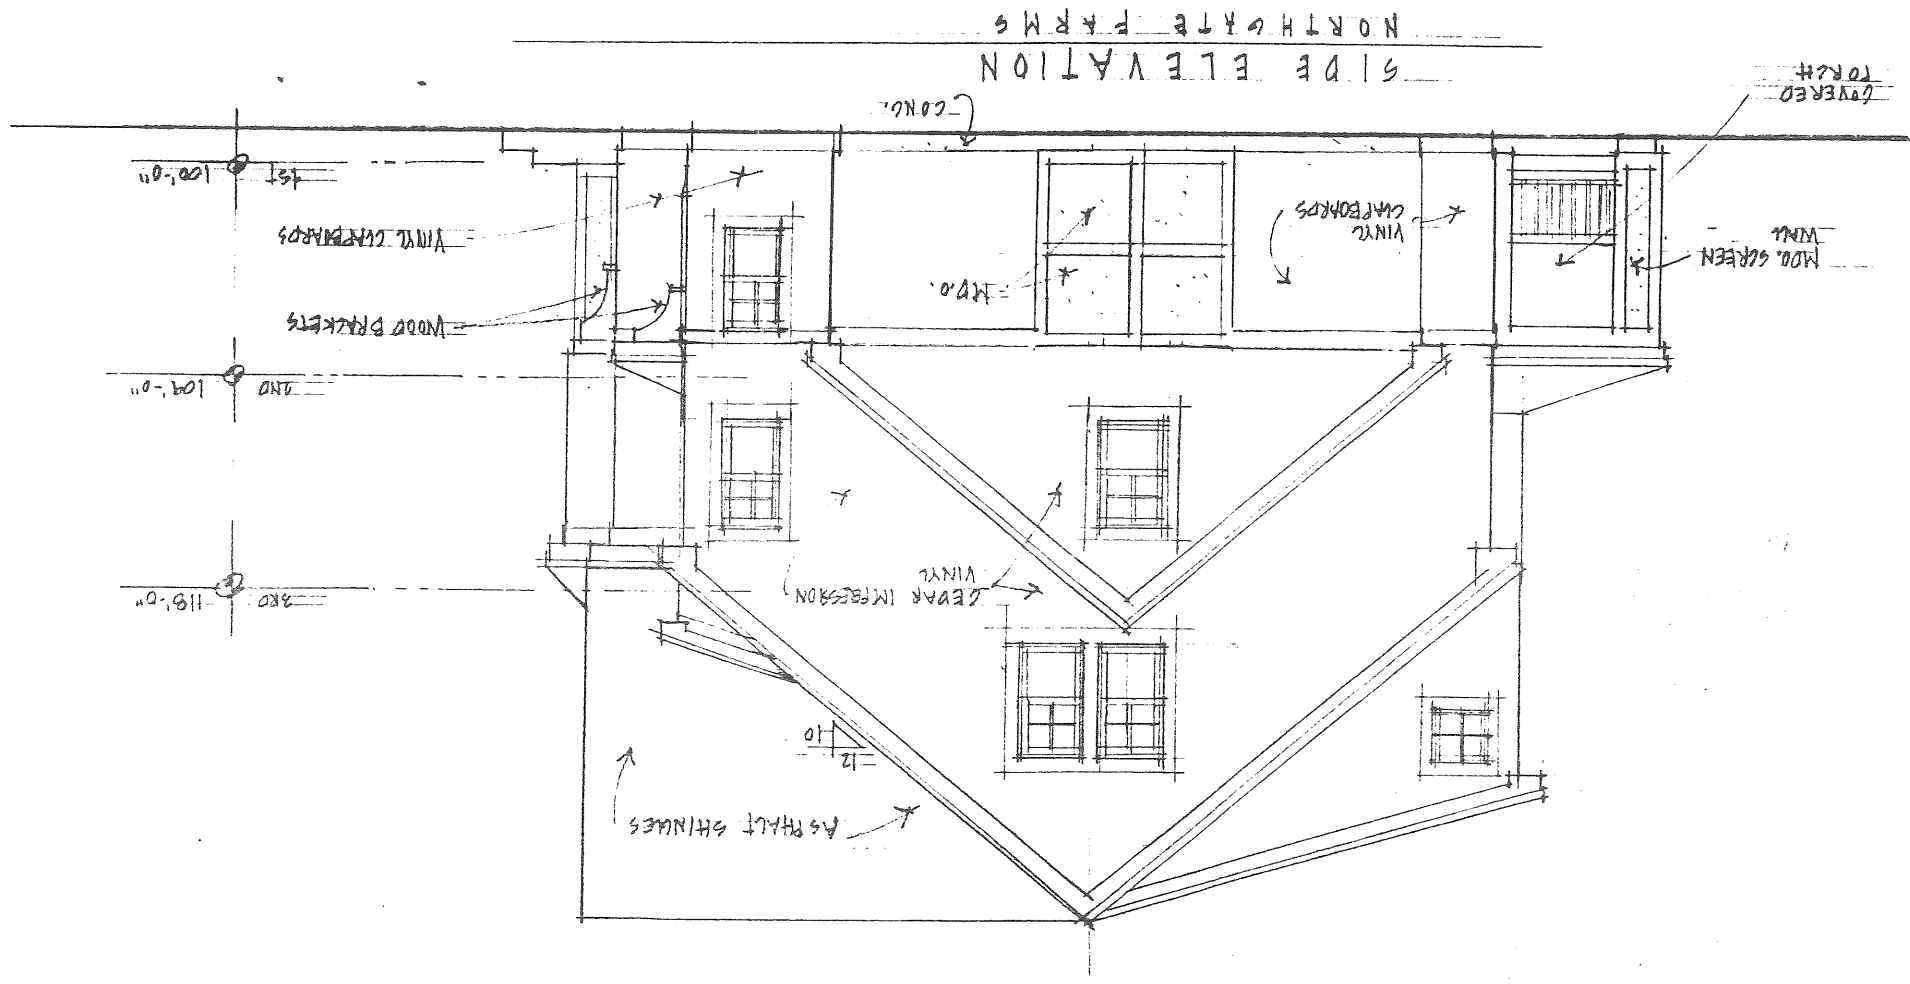 ASPHALT SHINGLES
12
10
3RD 118'-0"
CEDAR IMPRESSION
VINYL
2ND 109'-0"
WOOD BRACKETS
M.D.O.
MDO. SCREEN
WALL
VINYL CLAPBOARDS
VINYL
CLAPBOARDS
1ST 100'-0"
CONC.
COVERED
PORCH
SIDE ELEVATION
NORTHGATE FARMS